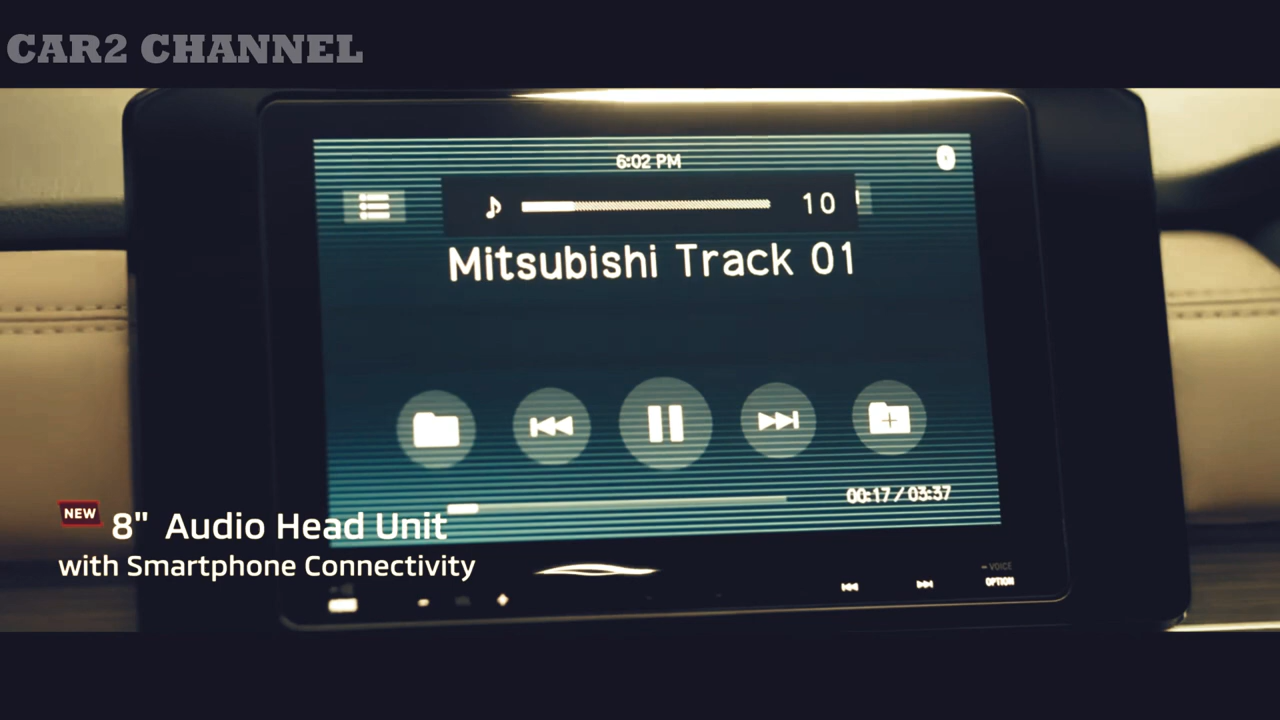 CAR2 CHANNEL
6:02 PM
10
Mitsubishi Track 01
00:17 / 03:37
NEW
8" Audio Head Unit
with Smartphone Connectivity
VOICE
OPTION